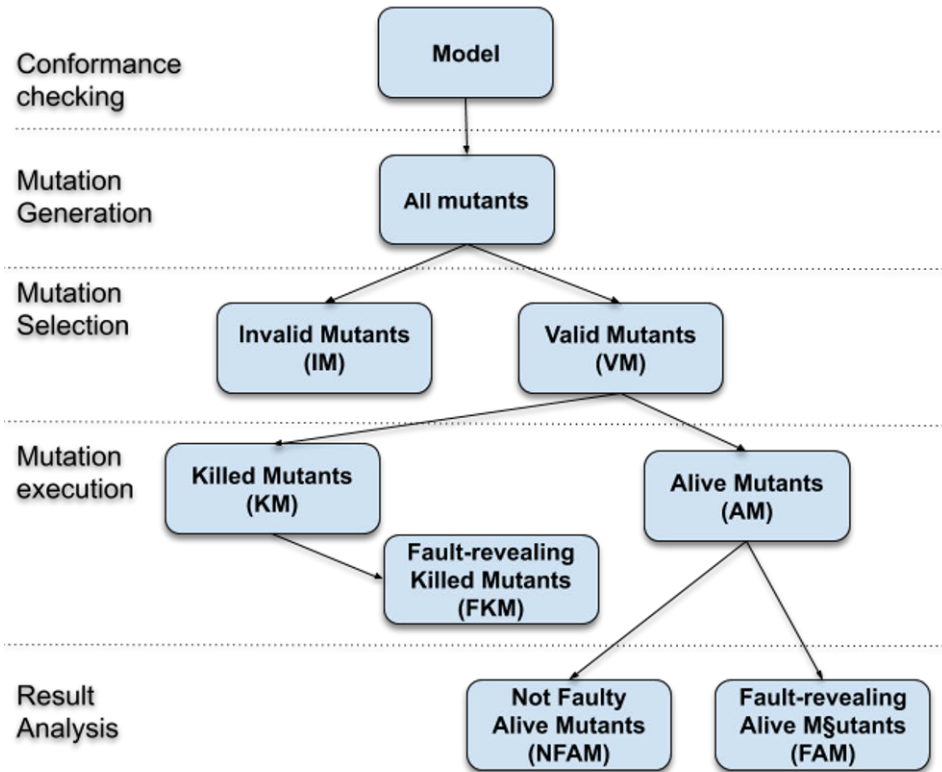 Conformance
checking
Model
Mutation
Generation
All mutants
Mutation
Selection
Invalid Mutants
(IM)
Valid Mutants
(VM)
Mutation
execution
Killed Mutants
(KM)
Alive Mutants
(AM)
Fault-revealing
Killed Mutants
(FKM)
Result
Analysis
Not Faulty
Alive Mutants
(NFAM)
Fault-revealing
Alive M§utants
(FAM)